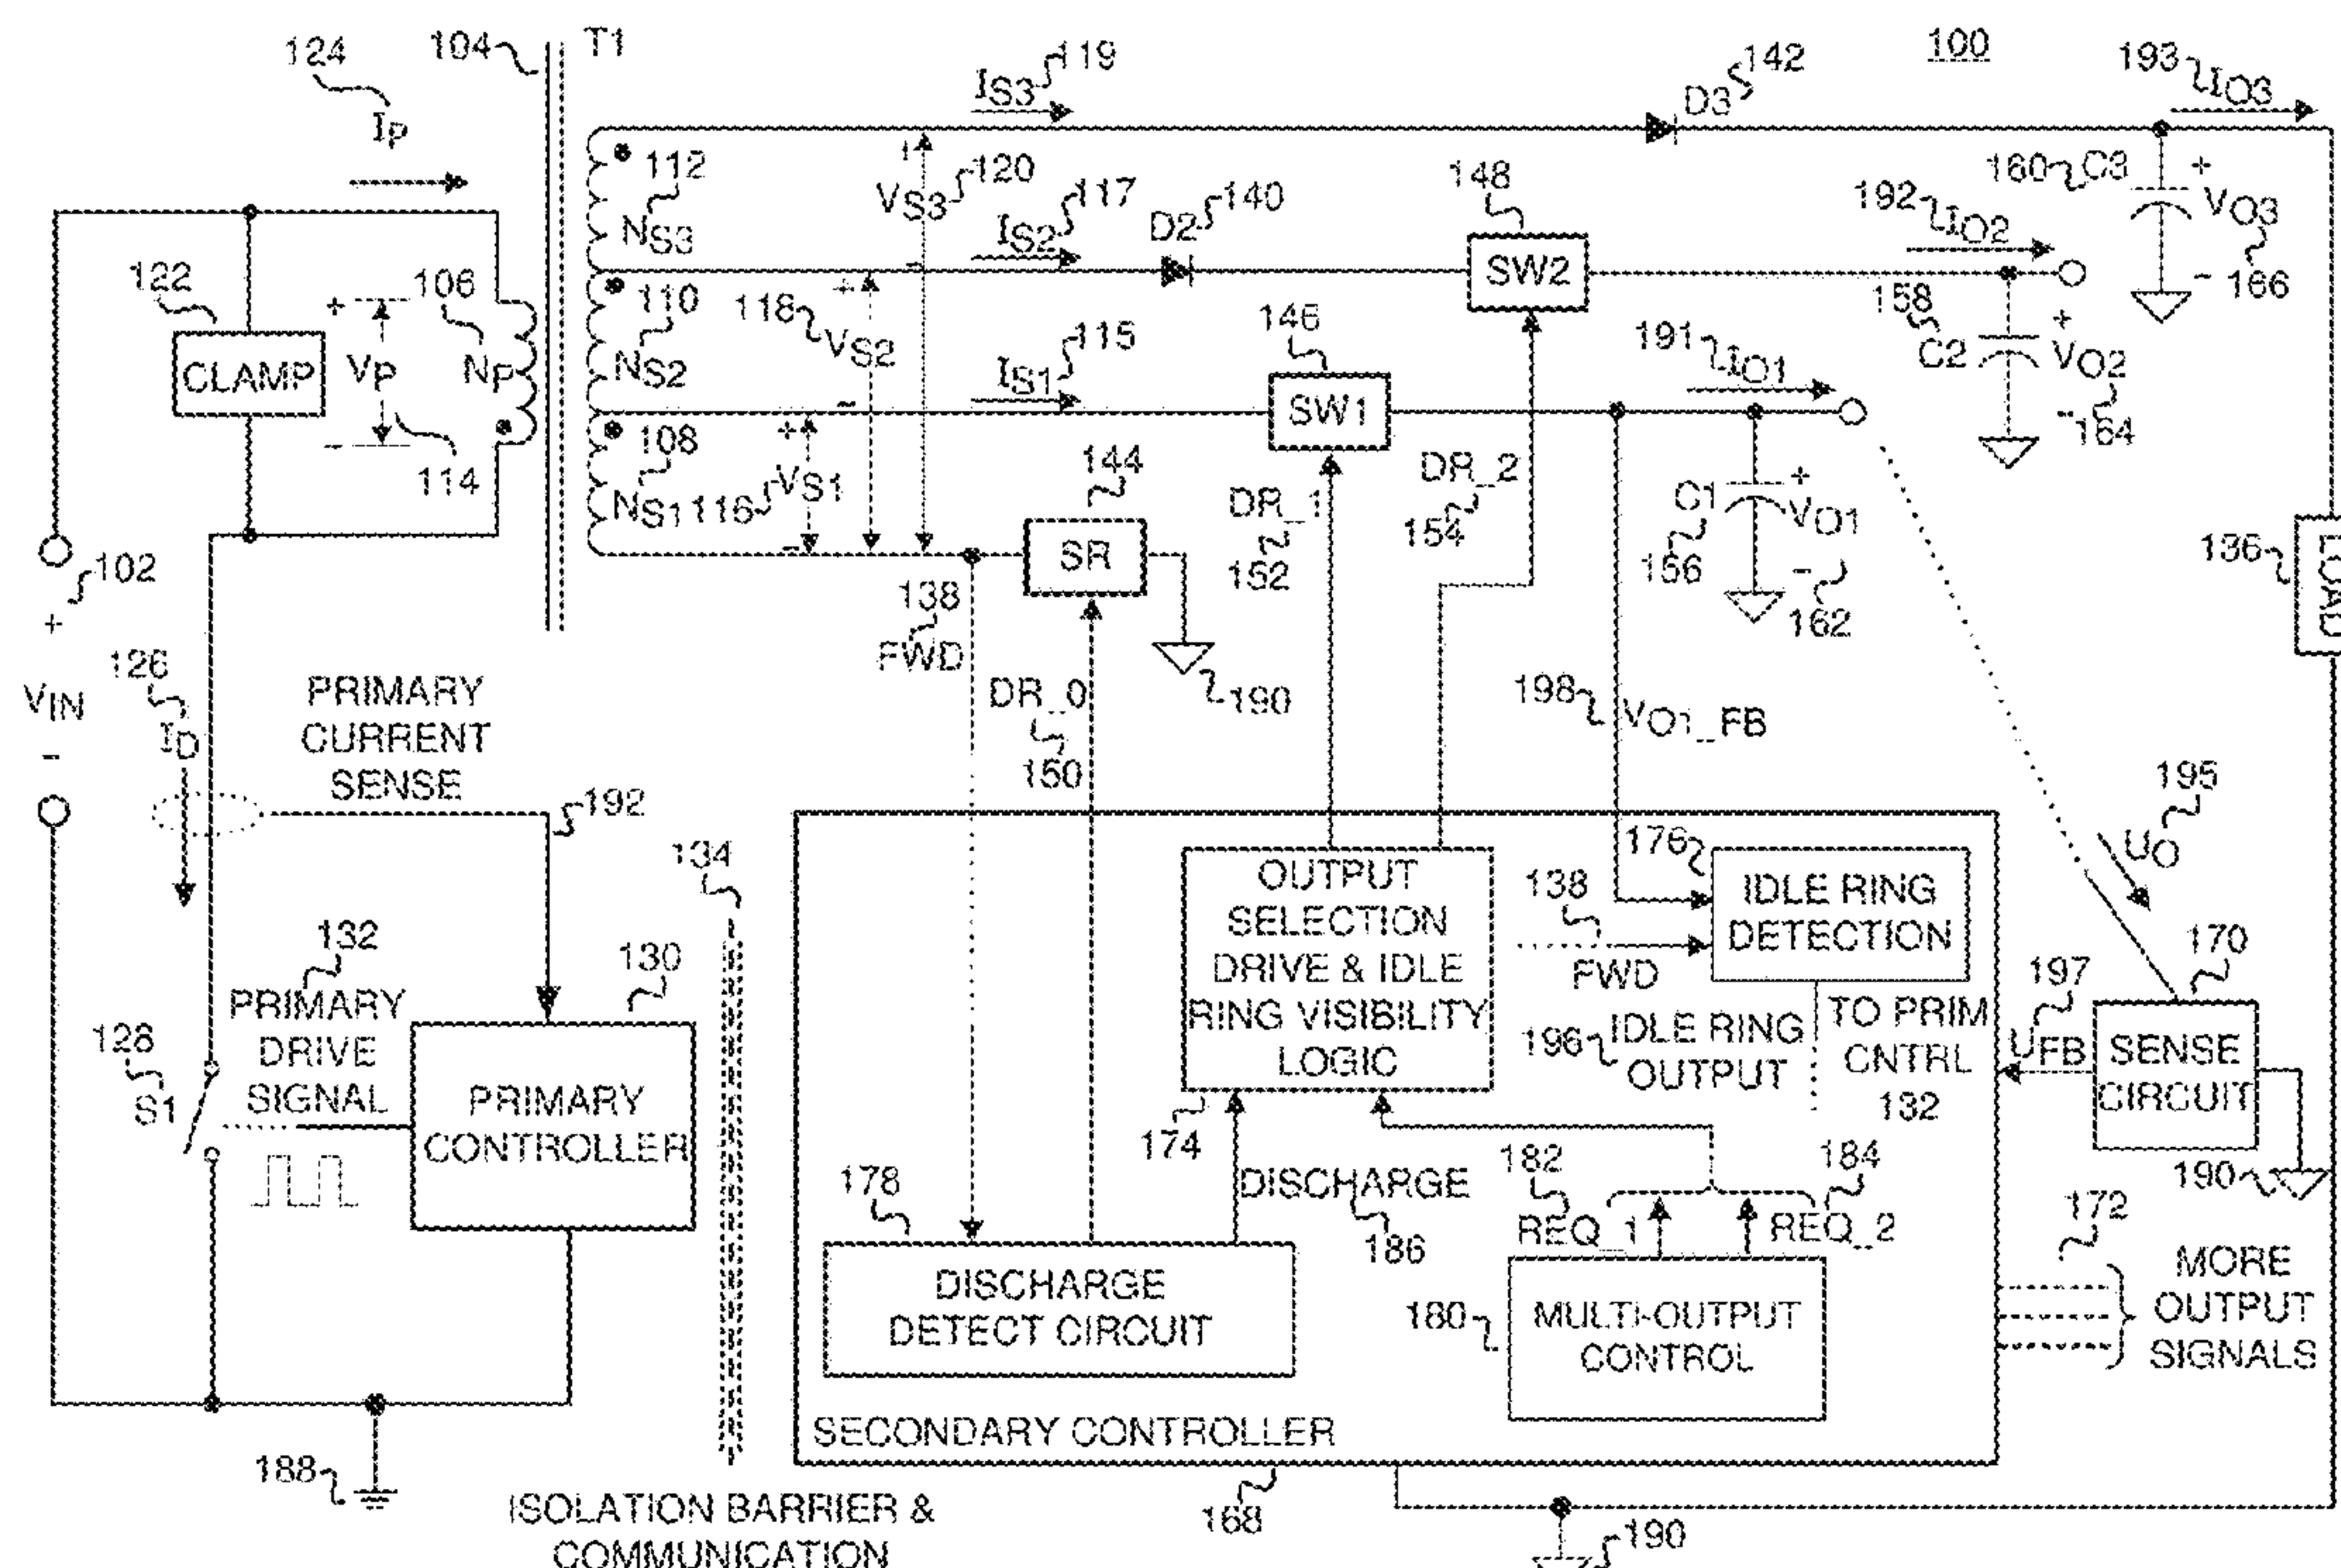 124
104
T1
119
IS3
142
D3
100
193
IO3
IP
112
NS3
VS3
120
117
IS2
D2
140
148
SW2
192
IO2
160
C3
+
VO3
-
166
122
CLAMP
+
VP
-
114
106
NP
110
NS2
118
+
VS2
-
115
IS1
146
SW1
191
IO1
158
C2
+
VO2
-
164
108
NS1
116
+
VS1
-
144
SR
DR_1
152
DR_2
154
C1
156
+
VO1
-
162
136
LOAD
102
+
VIN
-
138
FWD
DR_0
150
190
198
VO1_FB
126
ID
PRIMARY
CURRENT
SENSE
192
134
195
UO
176
IDLE RING
DETECTION
OUTPUT
SELECTION
DRIVE & IDLE
RING VISIBILITY
LOGIC
174
138
FWD
132
PRIMARY
DRIVE
SIGNAL
130
PRIMARY
CONTROLLER
128
S1
196
IDLE RING
OUTPUT
TO PRIM
CNTRL
132
197
UFB
170
SENSE
CIRCUIT
190
178
DISCHARGE
DETECT CIRCUIT
DISCHARGE
186
182
REQ_1
184
REQ_2
180
MULTI-OUTPUT
CONTROL
172
MORE
OUTPUT
SIGNALS
SECONDARY CONTROLLER
168
188
190
ISOLATION BARRIER &
COMMUNICATION